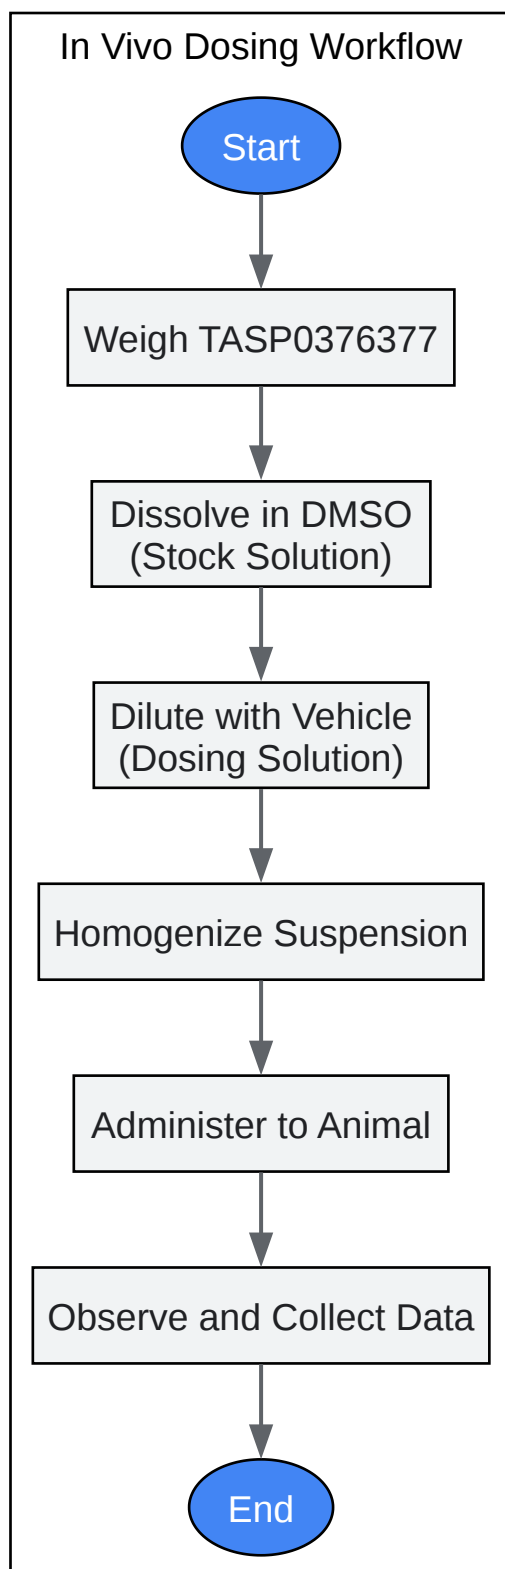 In Vivo Dosing Workflow
Start
Weigh TASP0376377
Dissolve in DMSO
(Stock Solution)
Dilute with Vehicle
(Dosing Solution)
Homogenize Suspension
Administer to Animal
Observe and Collect Data
End